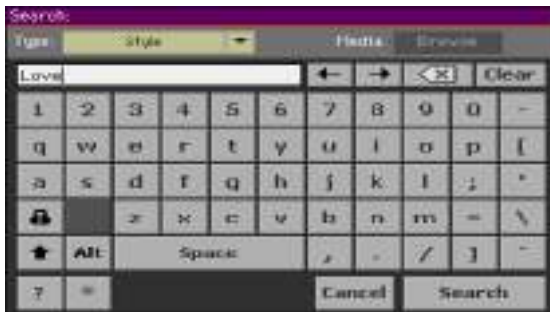 Search:
Type Style Media Browse
Love Clear
1 2 3 4 5 6 7 8 9 0 -
q w e r t y u i o p [
a s d f g h j k l ; '
z x c v b n m = \
Alt Space , . / ]
? Cancel Search